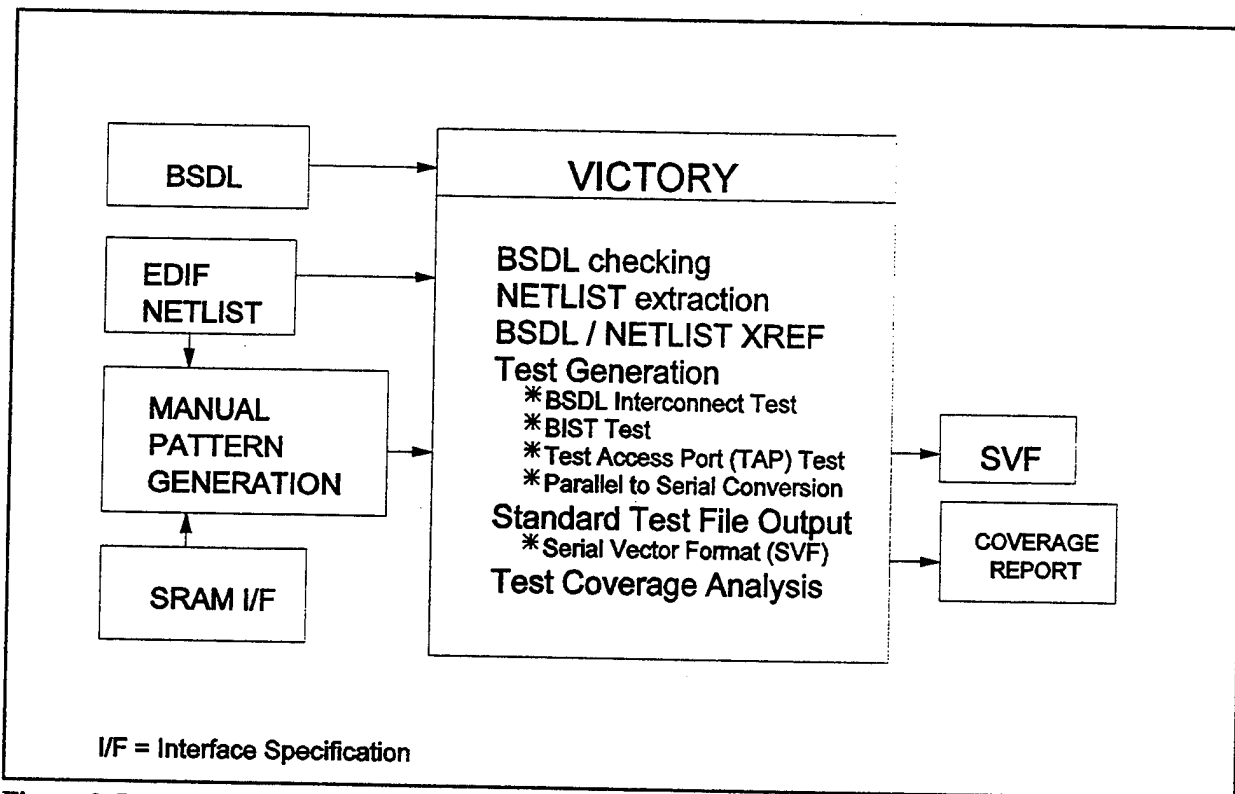 BSDL
EDIF
NETLIST
MANUAL
PATTERN
GENERATION
SRAM I/F
VICTORY
BSDL checking
NETLIST extraction
BSDL / NETLIST XREF
Test Generation
*BSDL Interconnect Test
*BIST Test
*Test Access Port (TAP) Test
*Parallel to Serial Conversion
Standard Test File Output
*Serial Vector Format (SVF)
Test Coverage Analysis
SVF
COVERAGE
REPORT
I/F = Interface Specification